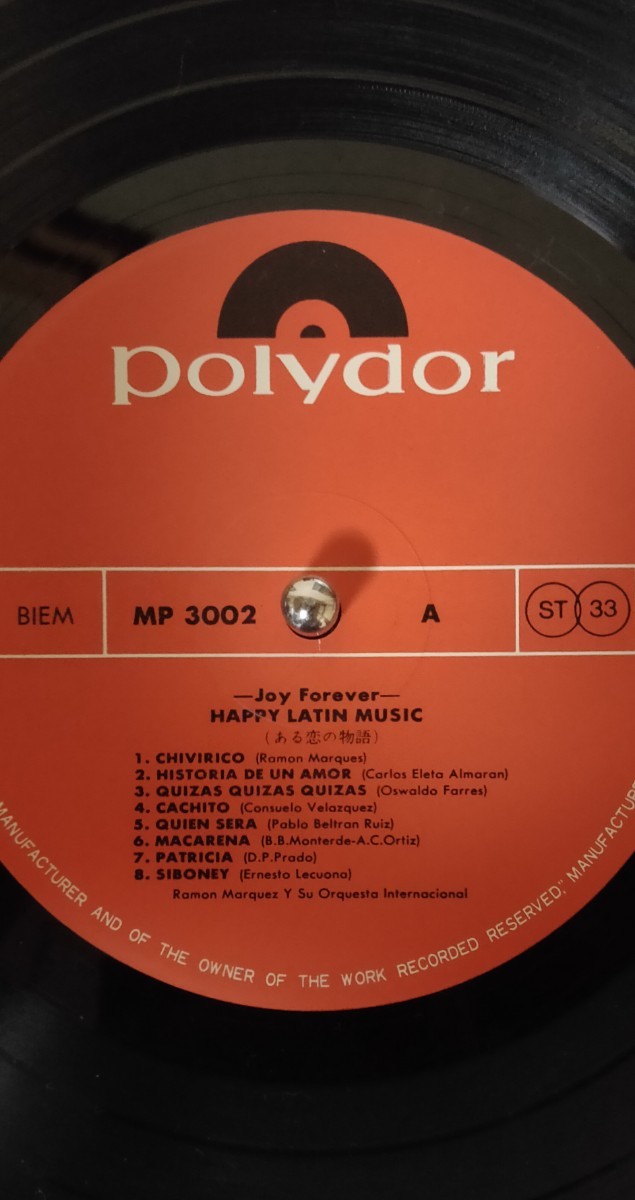 polydor
BIEM MP 3002 A ST 33
—Joy Forever—
HAPPY LATIN MUSIC
(ある恋の物語)
1. CHIVIRICO (Ramon Marques)
2. HISTORIA DE UN AMOR (Carlos Eleta Almaran)
3. QUIZAS QUIZAS QUIZAS (Oswaldo Farres)
4. CACHITO (Consuelo Velazquez)
5. QUIEN SERA (Pablo Beltran Ruiz)
6. MACARENA (B.B.Monterde-A.C.Ortiz)
7. PATRICIA (D.P.Prado)
8. SIBONEY (Ernesto Lecuona)
Ramon Marquez Y Su Orquesta Internacional
MANUFACTURER AND OF THE OWNER OF THE WORK RECORDED RESERVED," MANUFACTURE